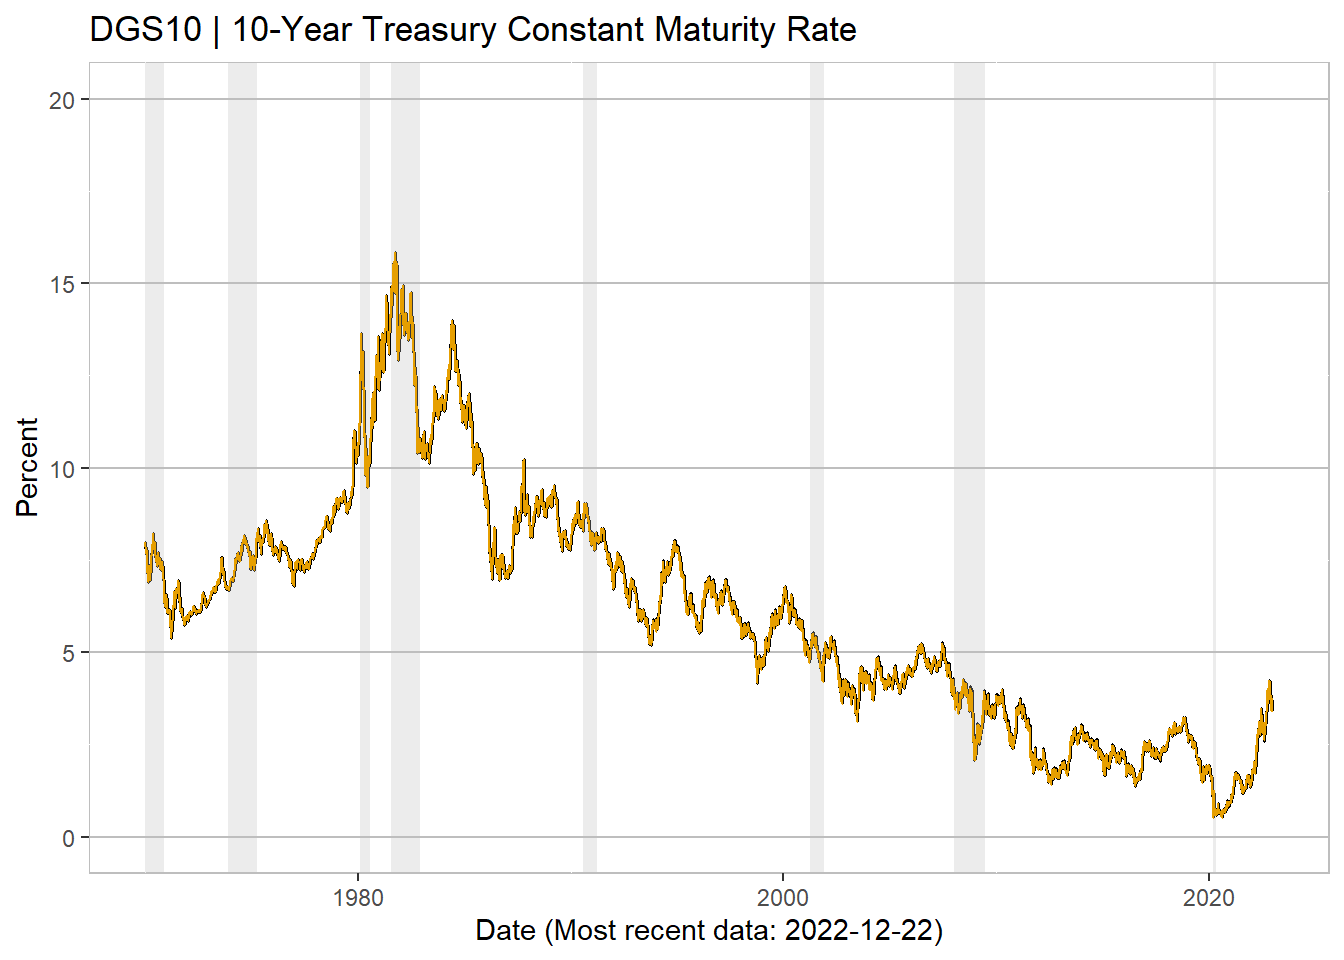 DGS10 | 10-Year Treasury Constant Maturity Rate
20
15
10
5
0
Percent
1980
2000
2020
Date (Most recent data: 2022-12-22)